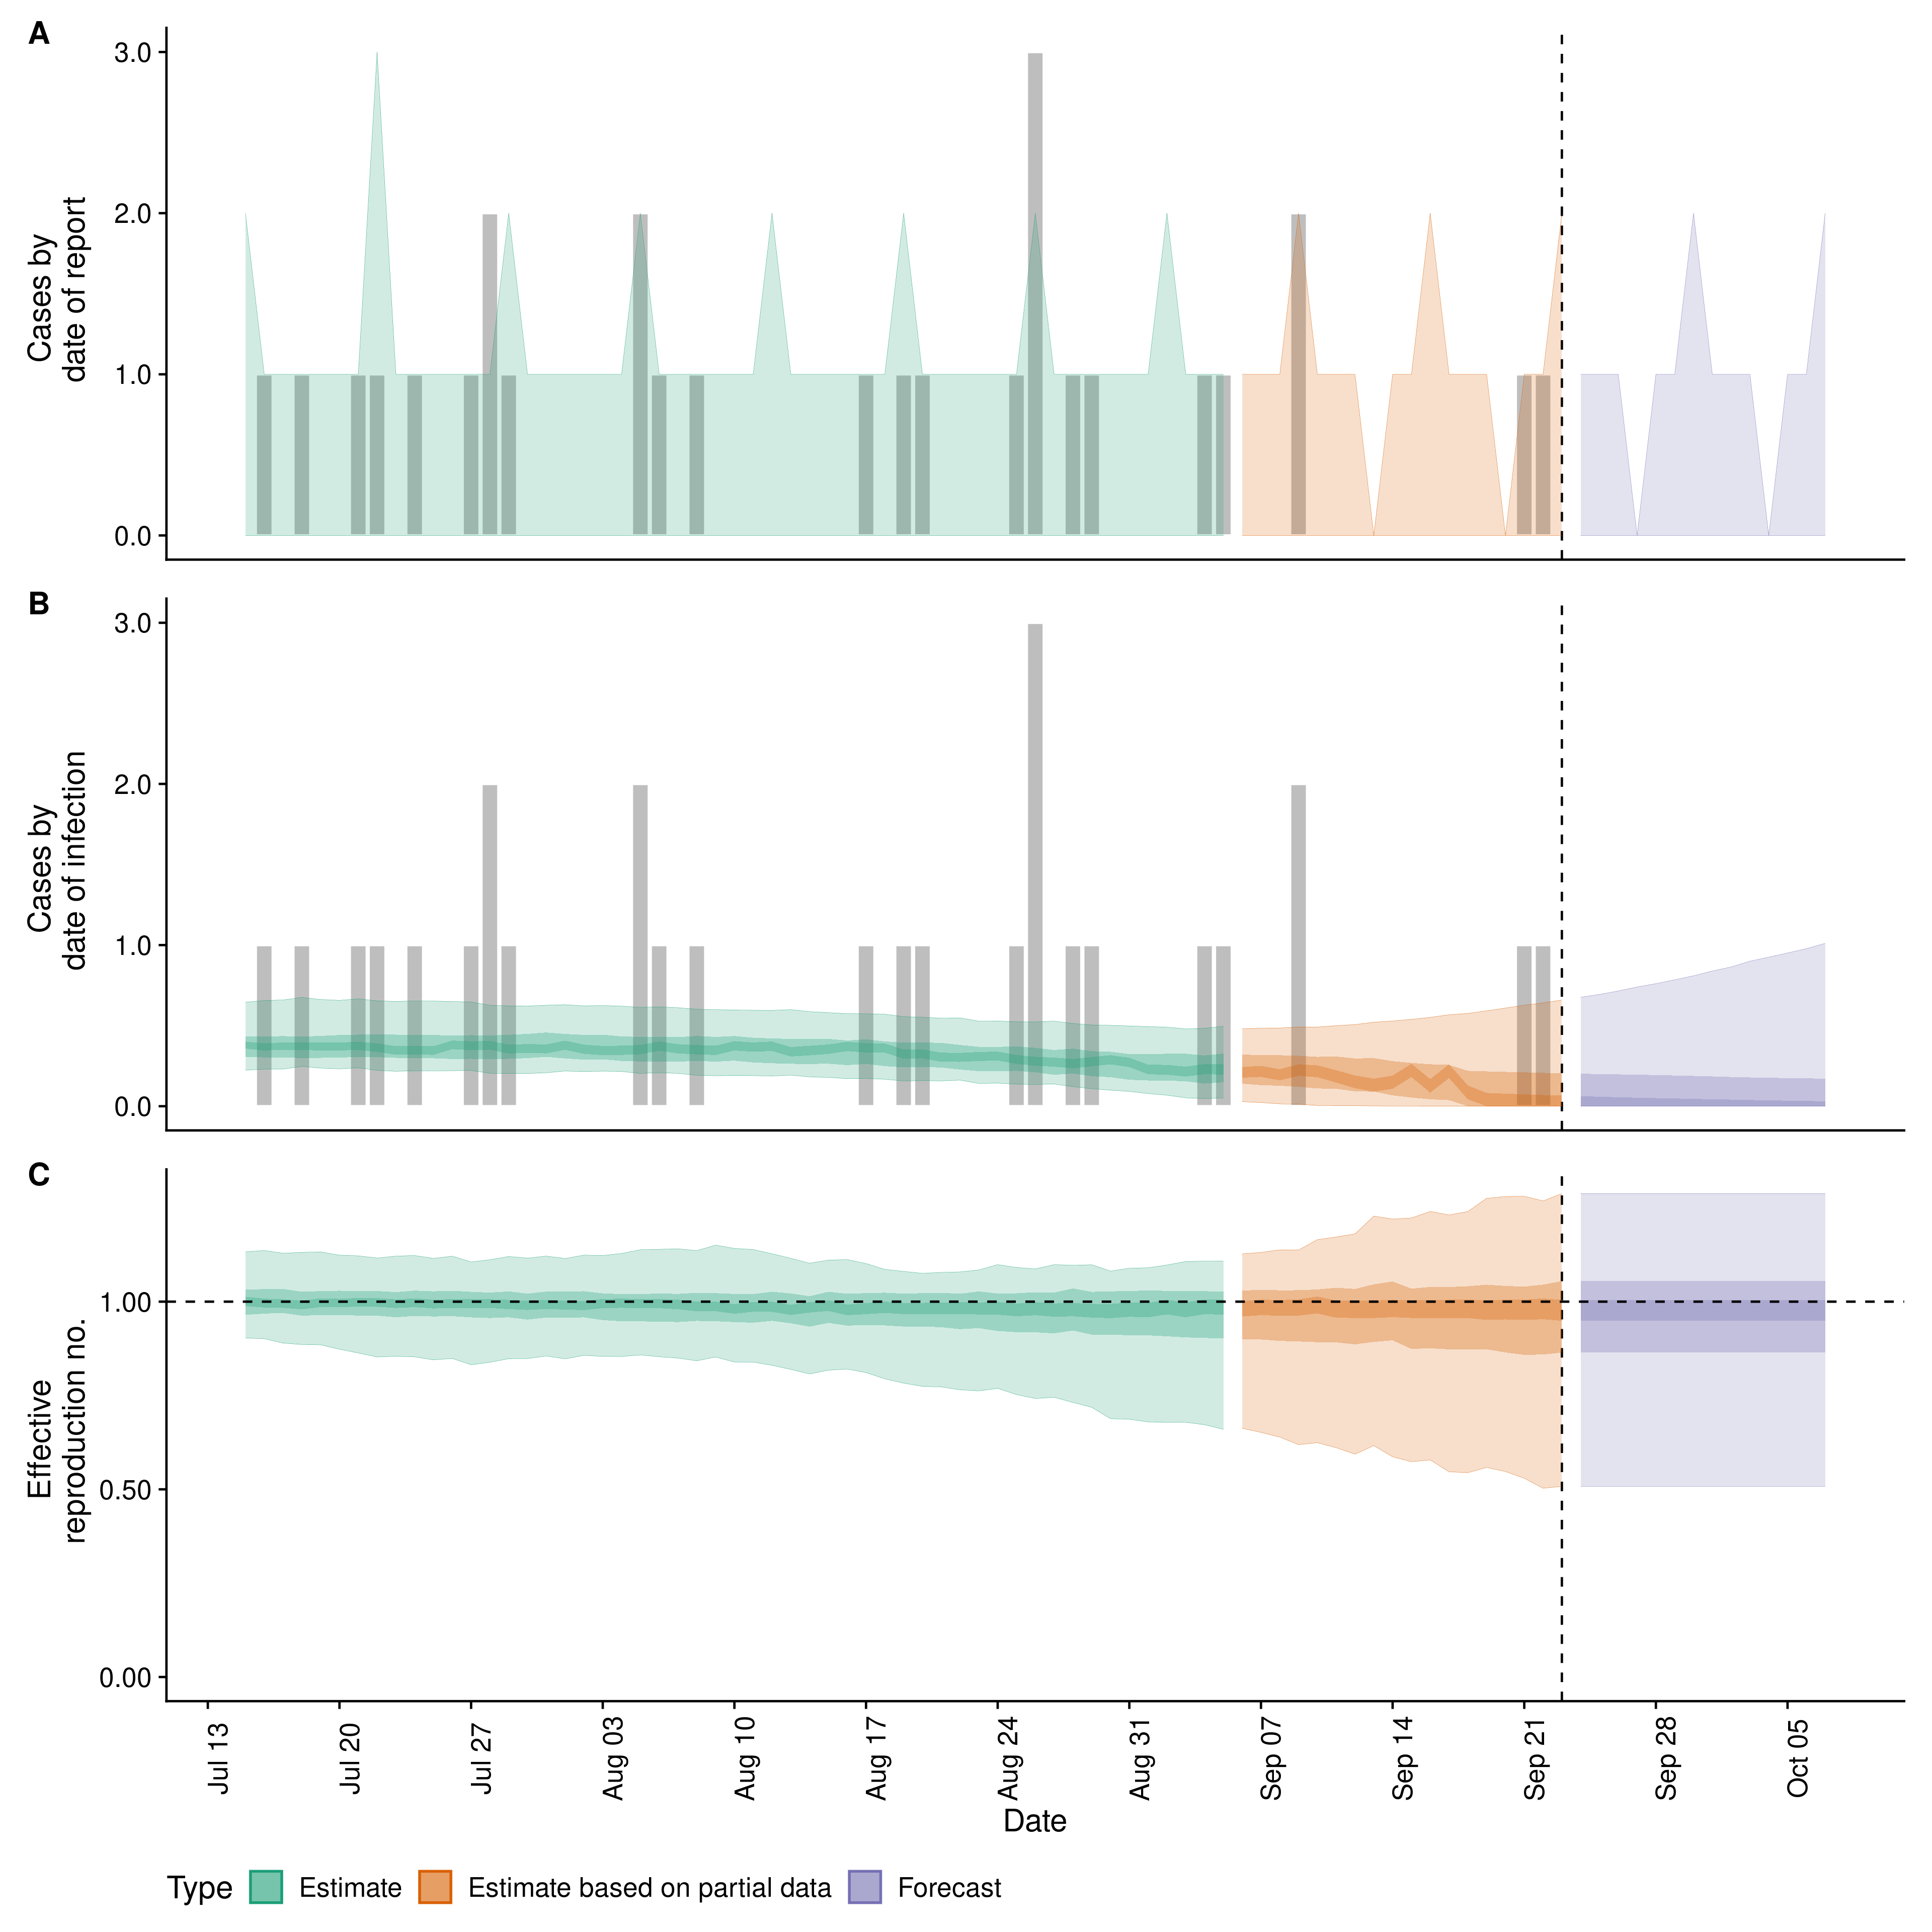 A
Cases by
date of report
3.0
2.0
1.0
0.0
B
Cases by
date of infection
3.0
2.0
1.0
0.0
C
Effective
reproduction no.
1.00
0.50
0.00
Jul 13
Jul 20
Jul 27
Aug 03
Aug 10
Aug 17
Aug 24
Aug 31
Sep 07
Sep 14
Sep 21
Sep 28
Oct 05
Date
Type Estimate Estimate based on partial data Forecast